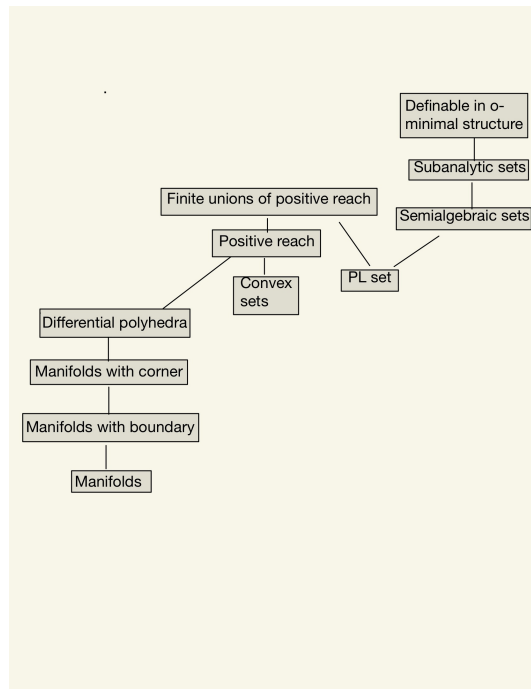 Definable in o-
minimal structure
Subanalytic sets
Finite unions of positive reach
Semialgebraic sets
Positive reach
PL set
Convex
sets
Differential polyhedra
Manifolds with corner
Manifolds with boundary
Manifolds